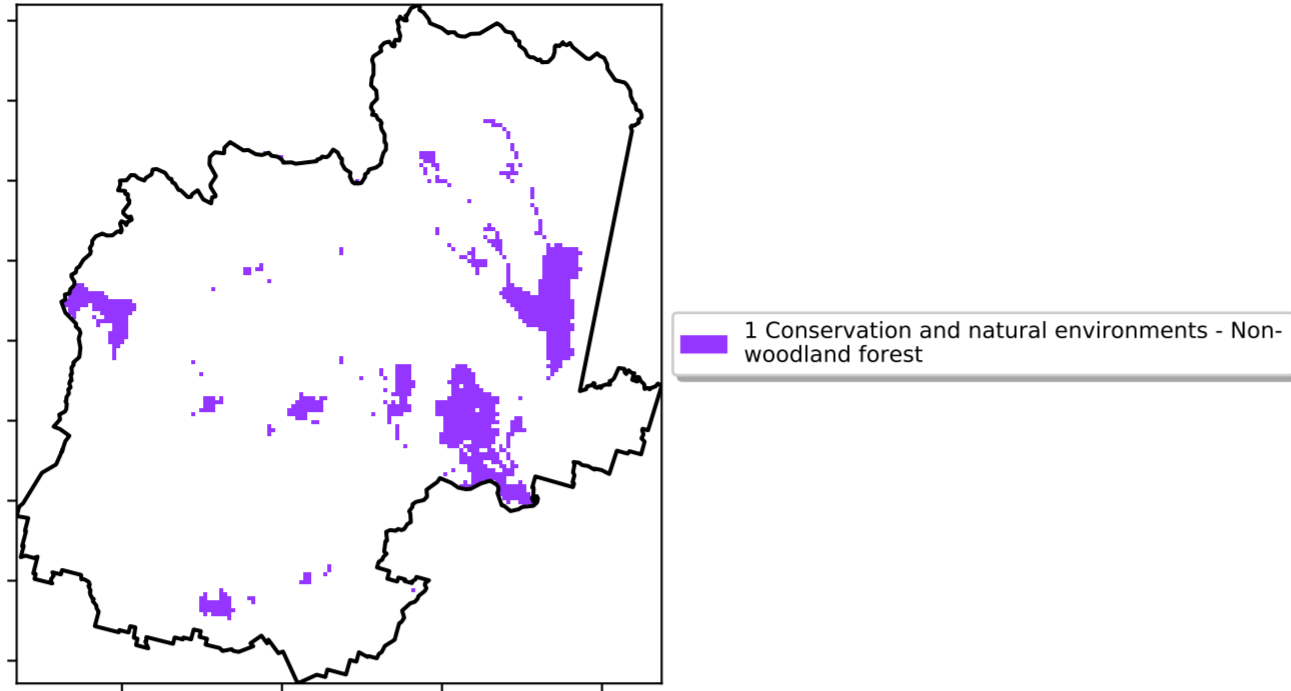 1 Conservation and natural environments - Non-
woodland forest